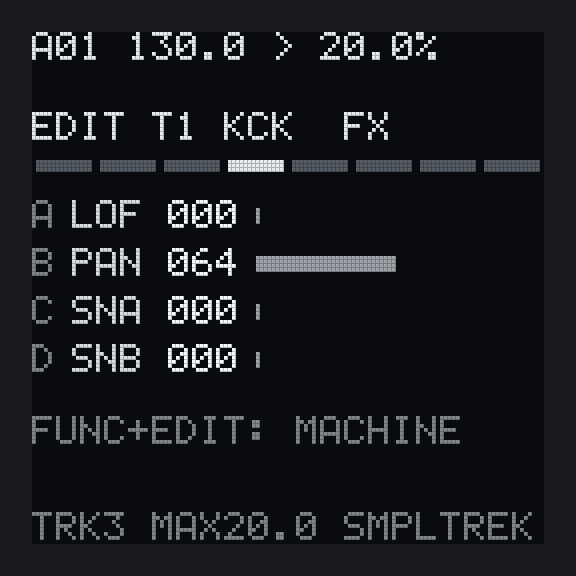 A01 130.0 > 20.0%
EDIT T1 KCK FX
A LOF 000
B PAN 064
C SNA 000
D SNB 000
FUNC+EDIT: MACHINE
TRK3 MAX20.0 SMPLTREK